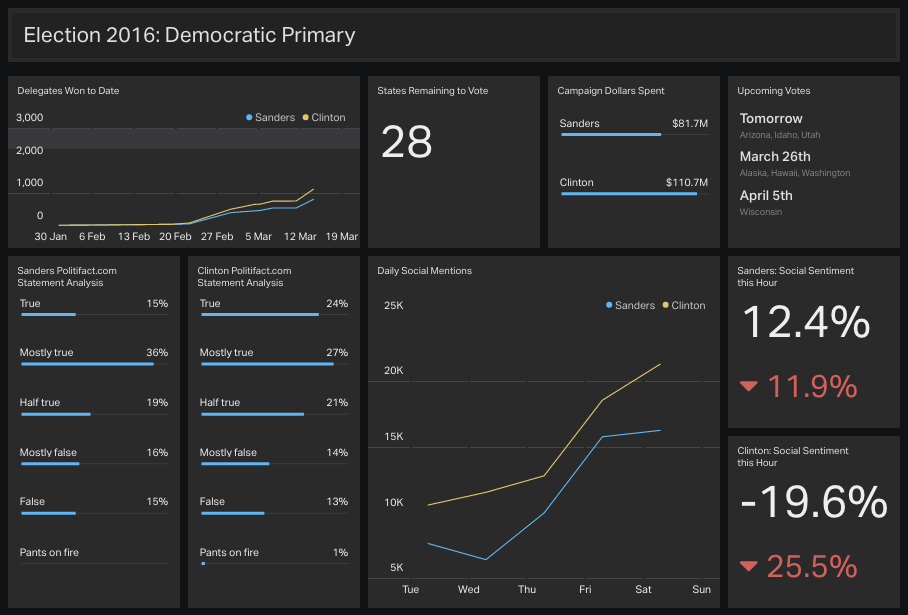 Election 2016: Democratic Primary
Delegates Won to Date
Sanders Clinton
3,000
2,000
1,000
0
30 Jan 6 Feb 13 Feb 20 Feb 27 Feb 5 Mar 12 Mar 19 Mar
States Remaining to Vote
28
Campaign Dollars Spent
Sanders $81.7M
Clinton $110.7M
Upcoming Votes
Tomorrow
Arizona, Idaho, Utah
March 26th
Alaska, Hawaii, Washington
April 5th
Wisconsin
Sanders Politifact.com
Statement Analysis
True 15%
Mostly true 36%
Half true 19%
Mostly false 16%
False 15%
Pants on fire
Clinton Politifact.com
Statement Analysis
True 24%
Mostly true 27%
Half true 21%
Mostly false 14%
False 13%
Pants on fire 1%
Daily Social Mentions
Sanders Clinton
25K
20K
15K
10K
5K
Tue Wed Thu Fri Sat Sun
Sanders: Social Sentiment
this Hour
12.4%
11.9%
Clinton: Social Sentiment
this Hour
-19.6%
25.5%